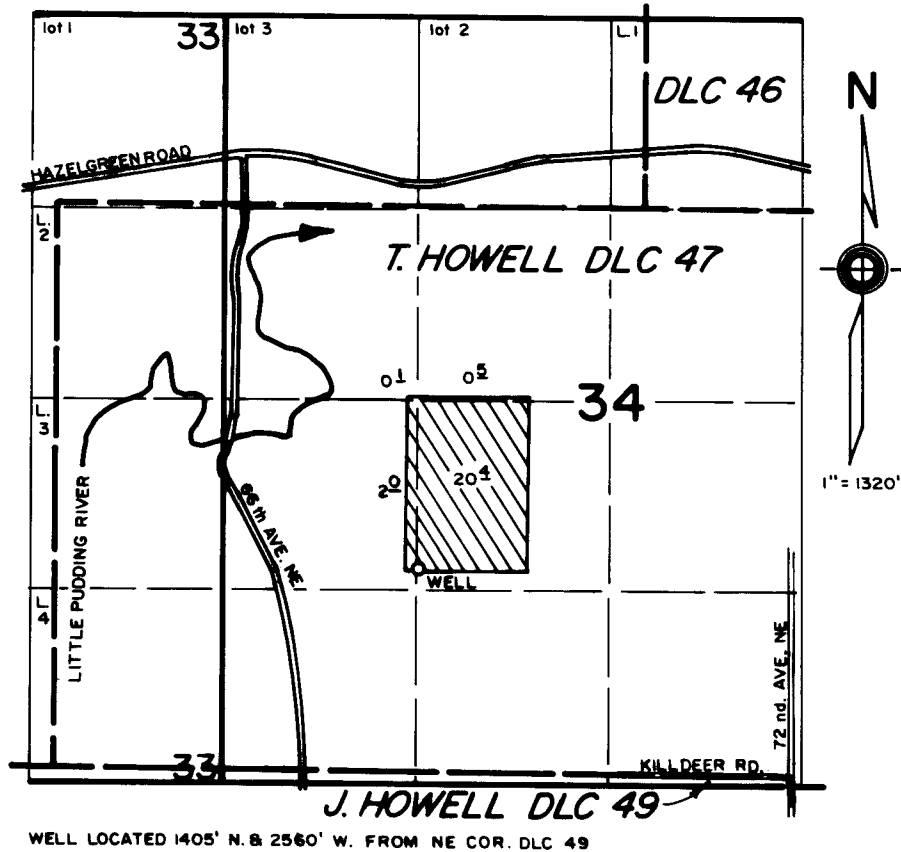 lot 1
33
lot 3
lot 2
L.1
DLC 46
N
HAZELGREEN ROAD
L.
2
T. HOWELL DLC 47
0 1
0 5
34
L.
3
2 0
20 4
1" = 1320'
66th AVE. NE
WELL
L
4
LITTLE PUDDING RIVER
72 nd. AVE, NE
33
KILLDEER RD.
J. HOWELL DLC 49
WELL LOCATED 1405' N. & 2560' W. FROM NE COR. DLC 49